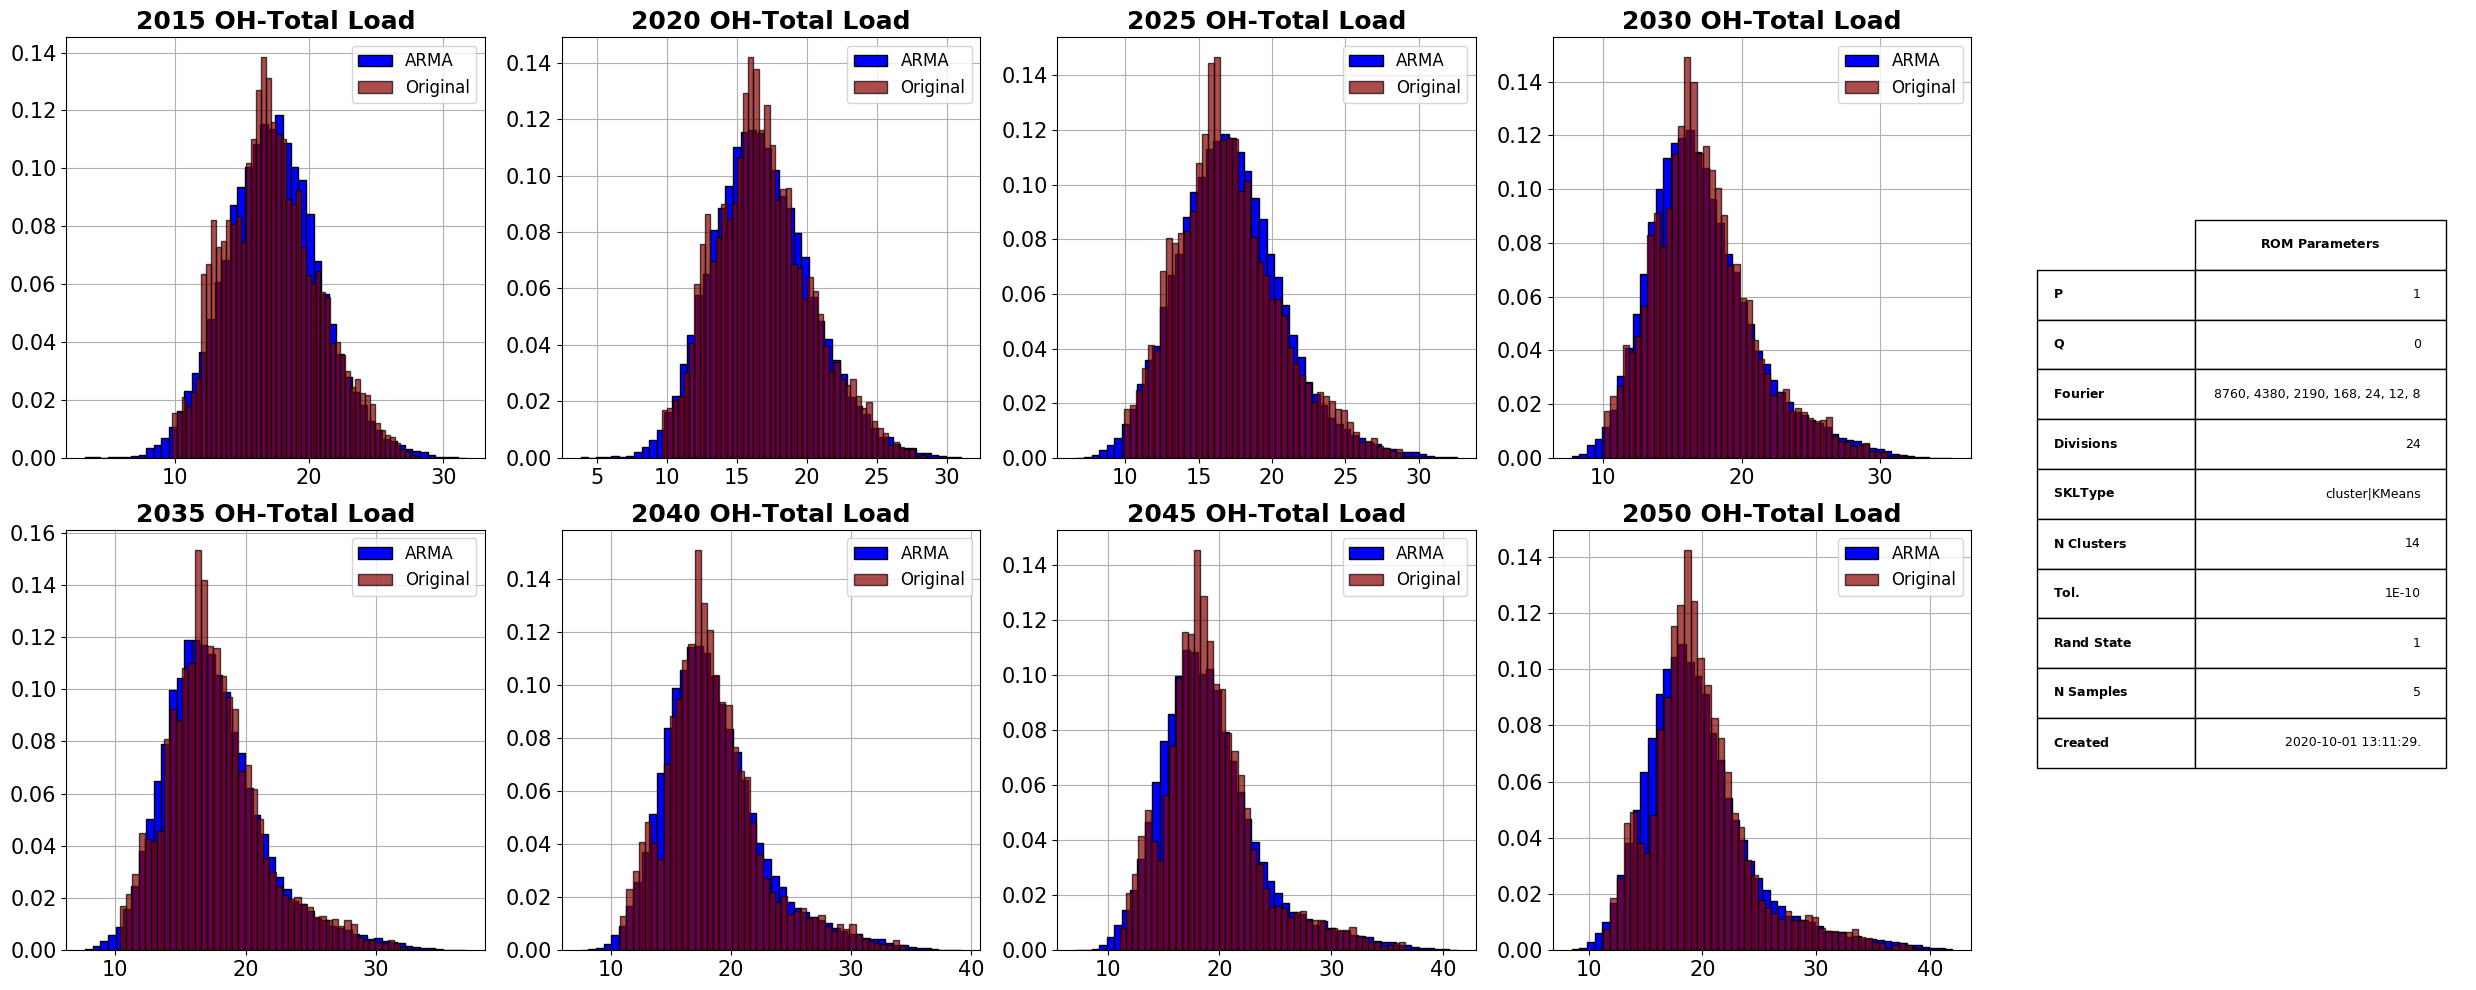 2015 OH-Total Load
0.14
0.12
0.10
0.08
0.06
0.04
0.02
0.00
10 20 30
ARMA
Original
2020 OH-Total Load
0.14
0.12
0.10
0.08
0.06
0.04
0.02
0.00
5 10 15 20 25 30
ARMA
Original
2025 OH-Total Load
0.14
0.12
0.10
0.08
0.06
0.04
0.02
0.00
10 15 20 25 30
ARMA
Original
2030 OH-Total Load
0.14
0.12
0.10
0.08
0.06
0.04
0.02
0.00
10 20 30
ARMA
Original
2035 OH-Total Load
0.16
0.14
0.12
0.10
0.08
0.06
0.04
0.02
0.00
10 20 30
ARMA
Original
2040 OH-Total Load
0.14
0.12
0.10
0.08
0.06
0.04
0.02
0.00
10 20 30 40
ARMA
Original
2045 OH-Total Load
0.14
0.12
0.10
0.08
0.06
0.04
0.02
0.00
10 20 30 40
ARMA
Original
2050 OH-Total Load
0.14
0.12
0.10
0.08
0.06
0.04
0.02
0.00
10 20 30 40
ARMA
Original
ROM Parameters
P 1
Q 0
Fourier 8760, 4380, 2190, 168, 24, 12, 8
Divisions 24
SKLType cluster|KMeans
N Clusters 14
Tol. 1E-10
Rand State 1
N Samples 5
Created 2020-10-01 13:11:29.